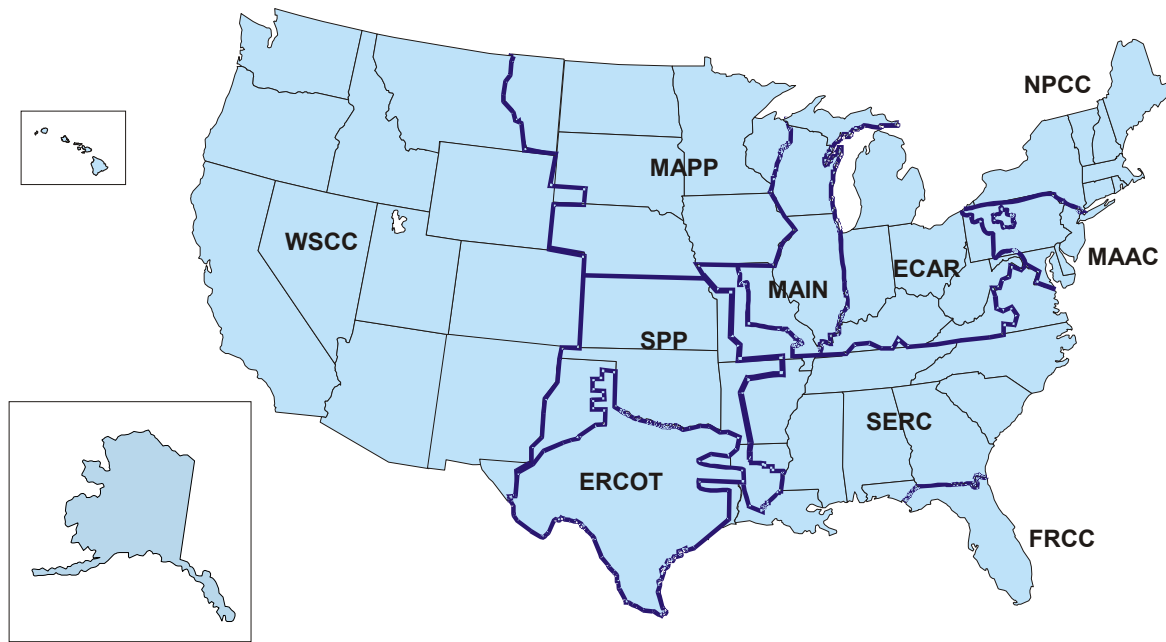 NPCC
MAPP
WSCC
MAAC
ECAR
MAIN
SPP
SERC
ERCOT
FRCC